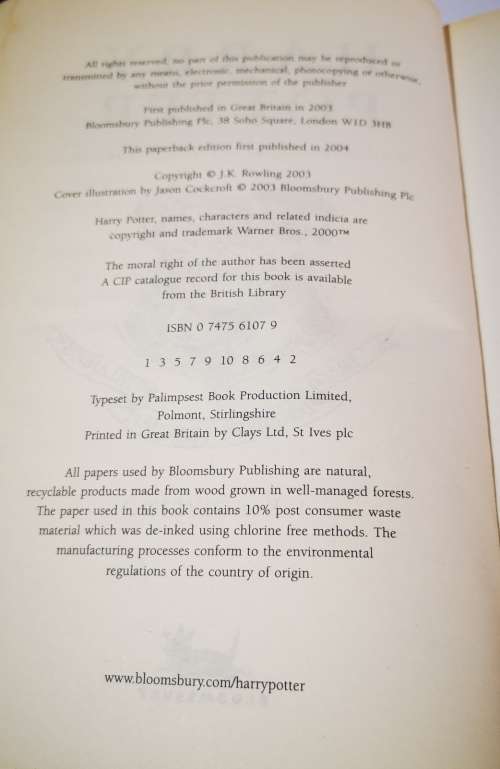 All rights reserved, no part of this publication may be reproduced or
transmitted by any means, electronic, mechanical, photocopying or otherwise,
without the prior permission of the publisher
First published in Great Britain in 2003
Bloomsbury Publishing Plc, 38 Soho Square, London W1D 3HB
This paperback edition first published in 2004
Copyright © J.K. Rowling 2003
Cover illustration by Jason Cockcroft © 2003 Bloomsbury Publishing Plc
Harry Potter, names, characters and related indicia are
copyright and trademark Warner Bros., 2000™
The moral right of the author has been asserted
A CIP catalogue record for this book is available
from the British Library
ISBN 0 7475 6107 9
1 3 5 7 9 10 8 6 4 2
Typeset by Palimpsest Book Production Limited,
Polmont, Stirlingshire
Printed in Great Britain by Clays Ltd, St Ives plc
All papers used by Bloomsbury Publishing are natural,
recyclable products made from wood grown in well-managed forests.
The paper used in this book contains 10% post consumer waste
material which was de-inked using chlorine free methods. The
manufacturing processes conform to the environmental
regulations of the country of origin.
www.bloomsbury.com/harrypotter